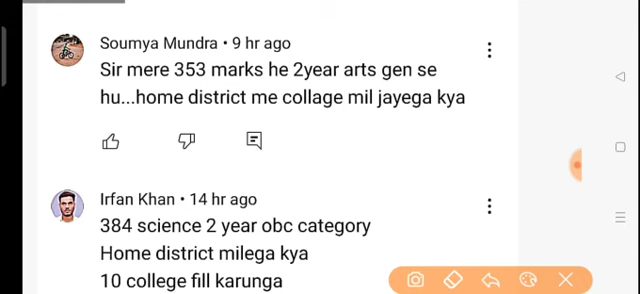 Soumya Mundra • 9 hr ago
Sir mere 353 marks he 2year arts gen se
hu...home district me collage mil jayega kya
Irfan Khan • 14 hr ago
384 science 2 year obc category
Home district milega kya
10 college fill karunga